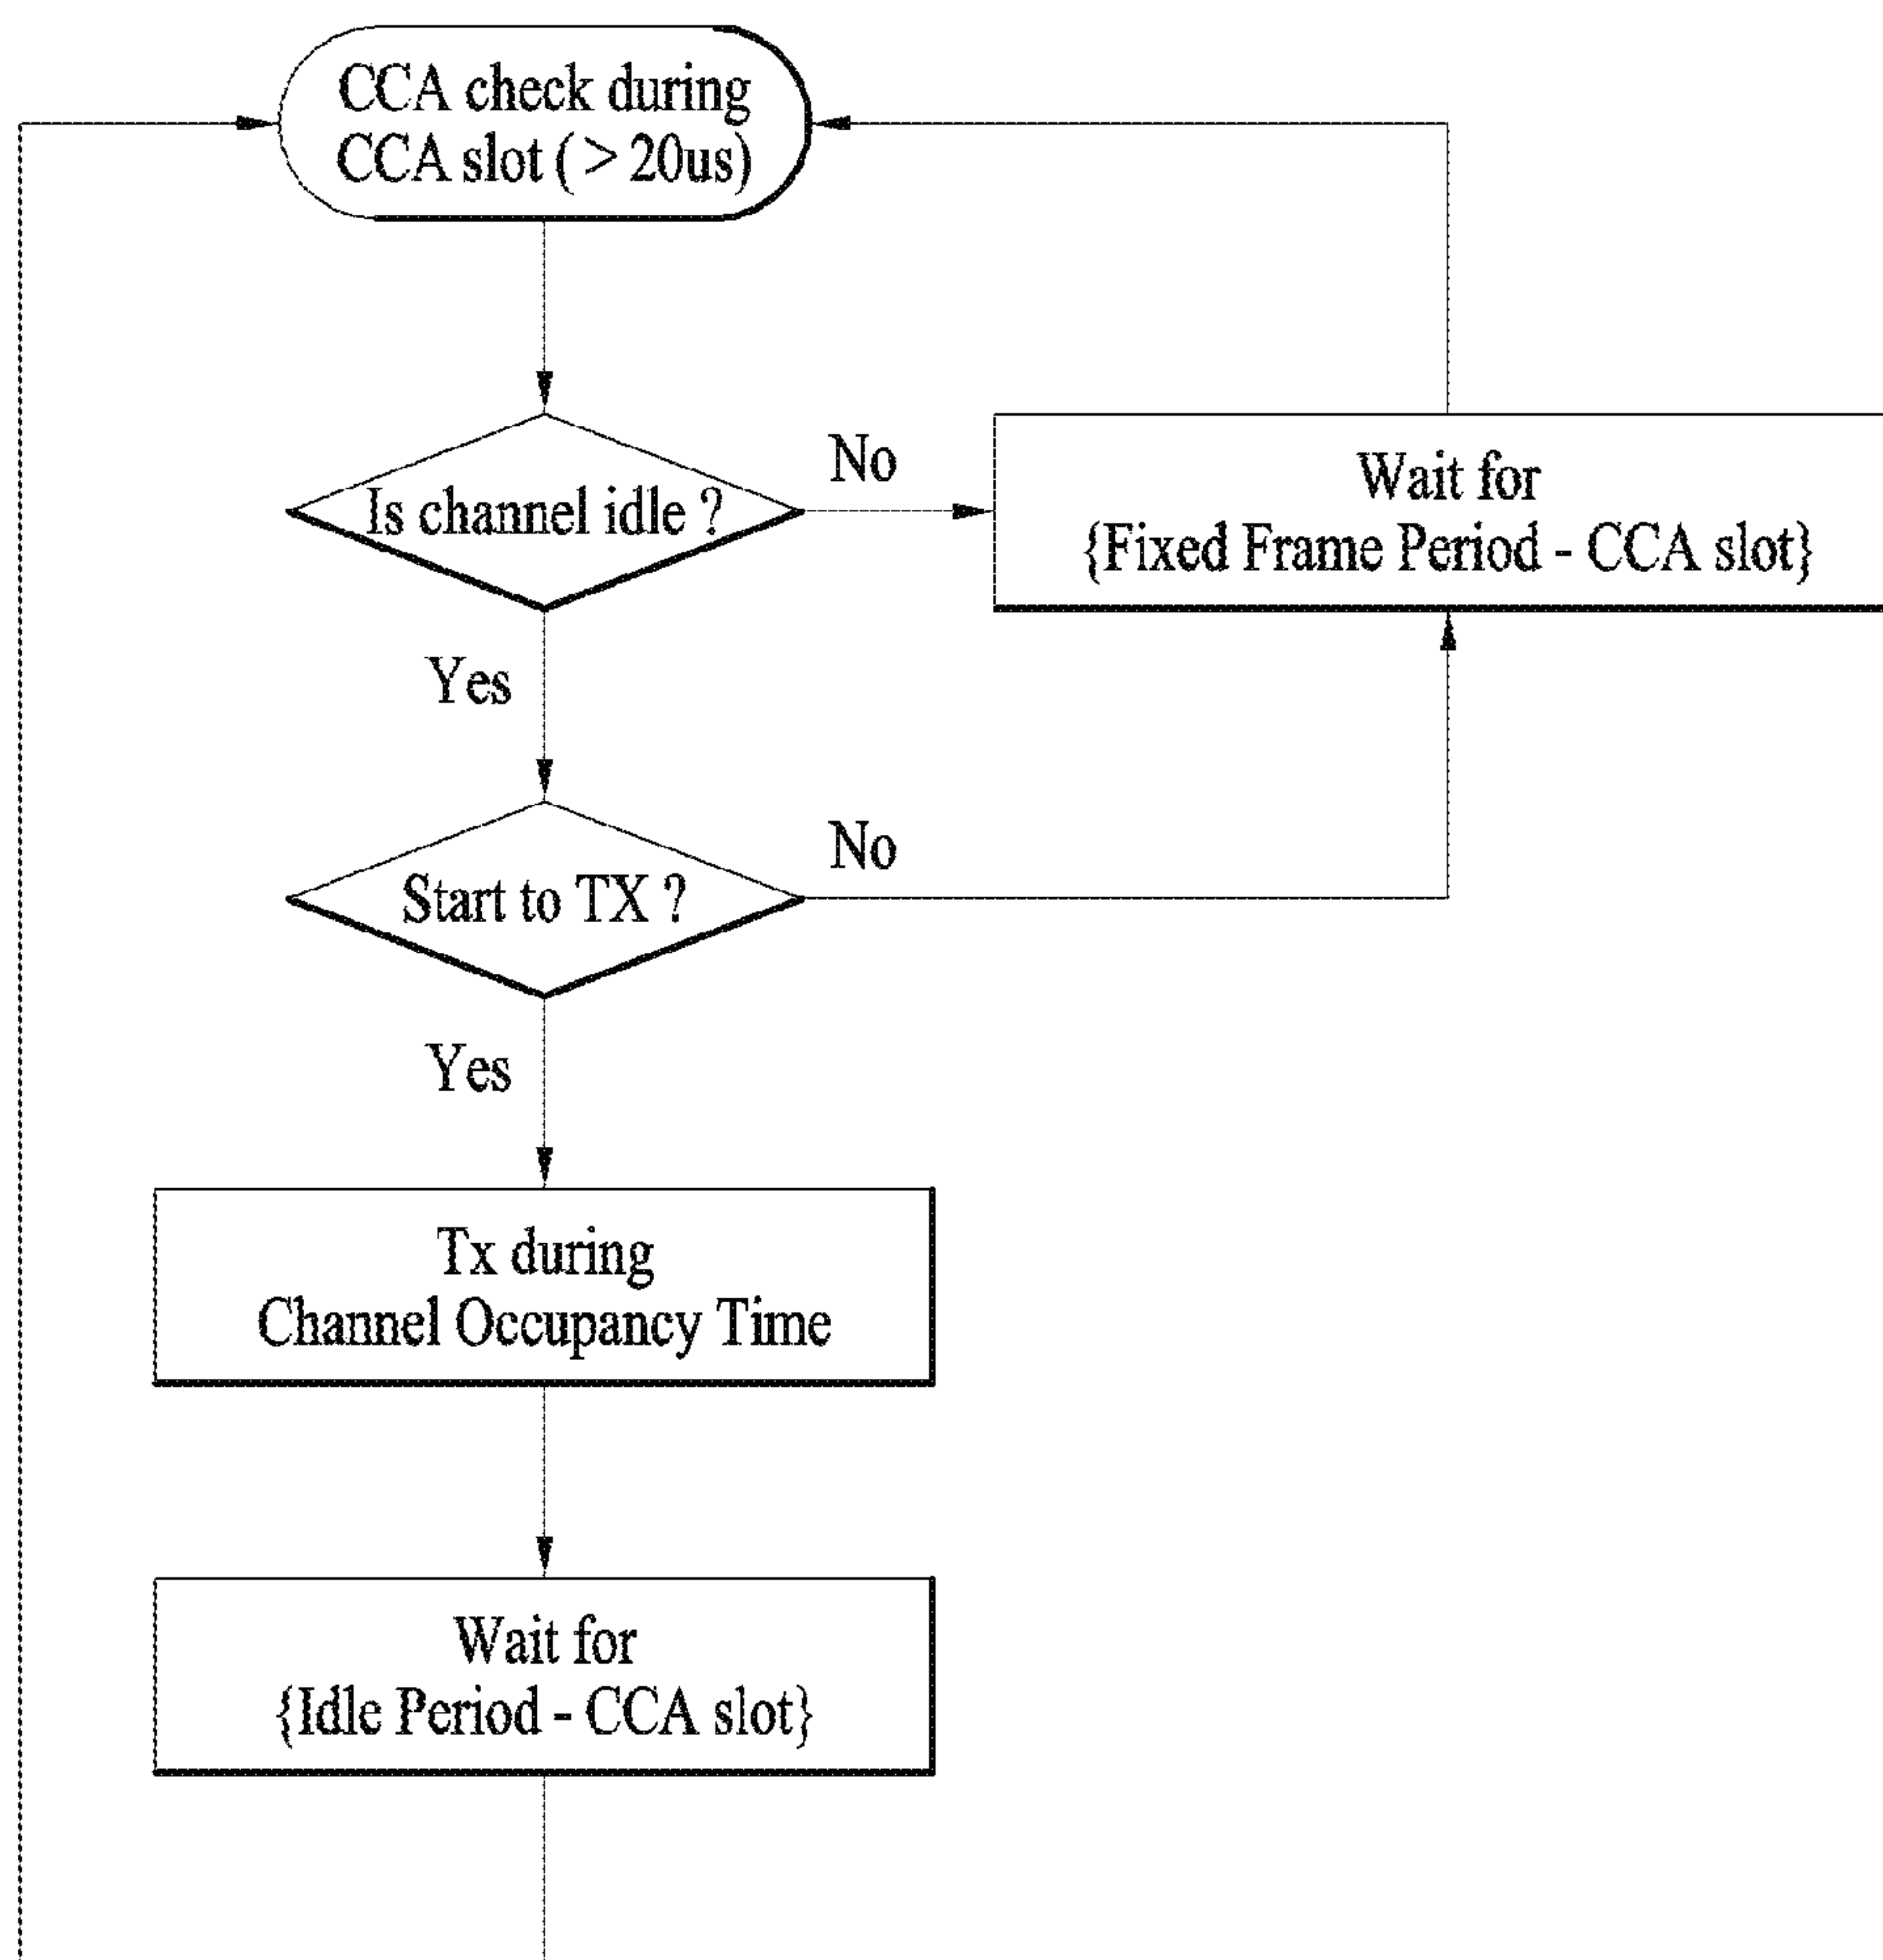 CCA check during
CCA slot ( > 20us)
Is channel idle ?
No
Wait for
{Fixed Frame Period - CCA slot}
Yes
Start to TX ?
No
Yes
Tx during
Channel Occupancy Time
Wait for
{Idle Period - CCA slot}